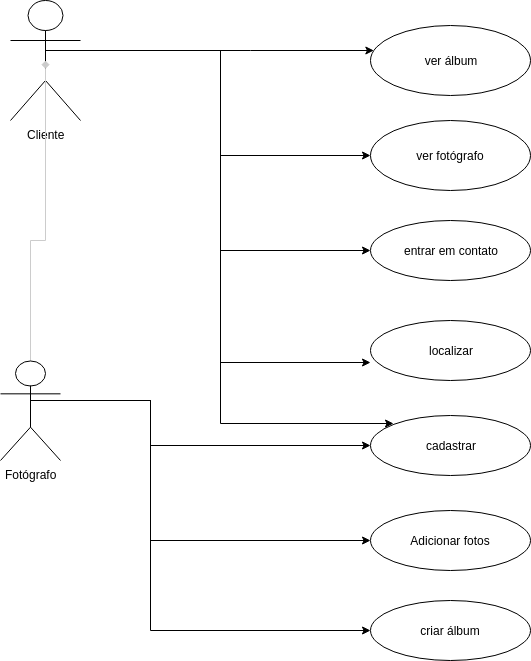 Cliente
ver álbum
ver fotógrafo
entrar em contato
localizar
cadastrar
Fotógrafo
Adicionar fotos
criar álbum